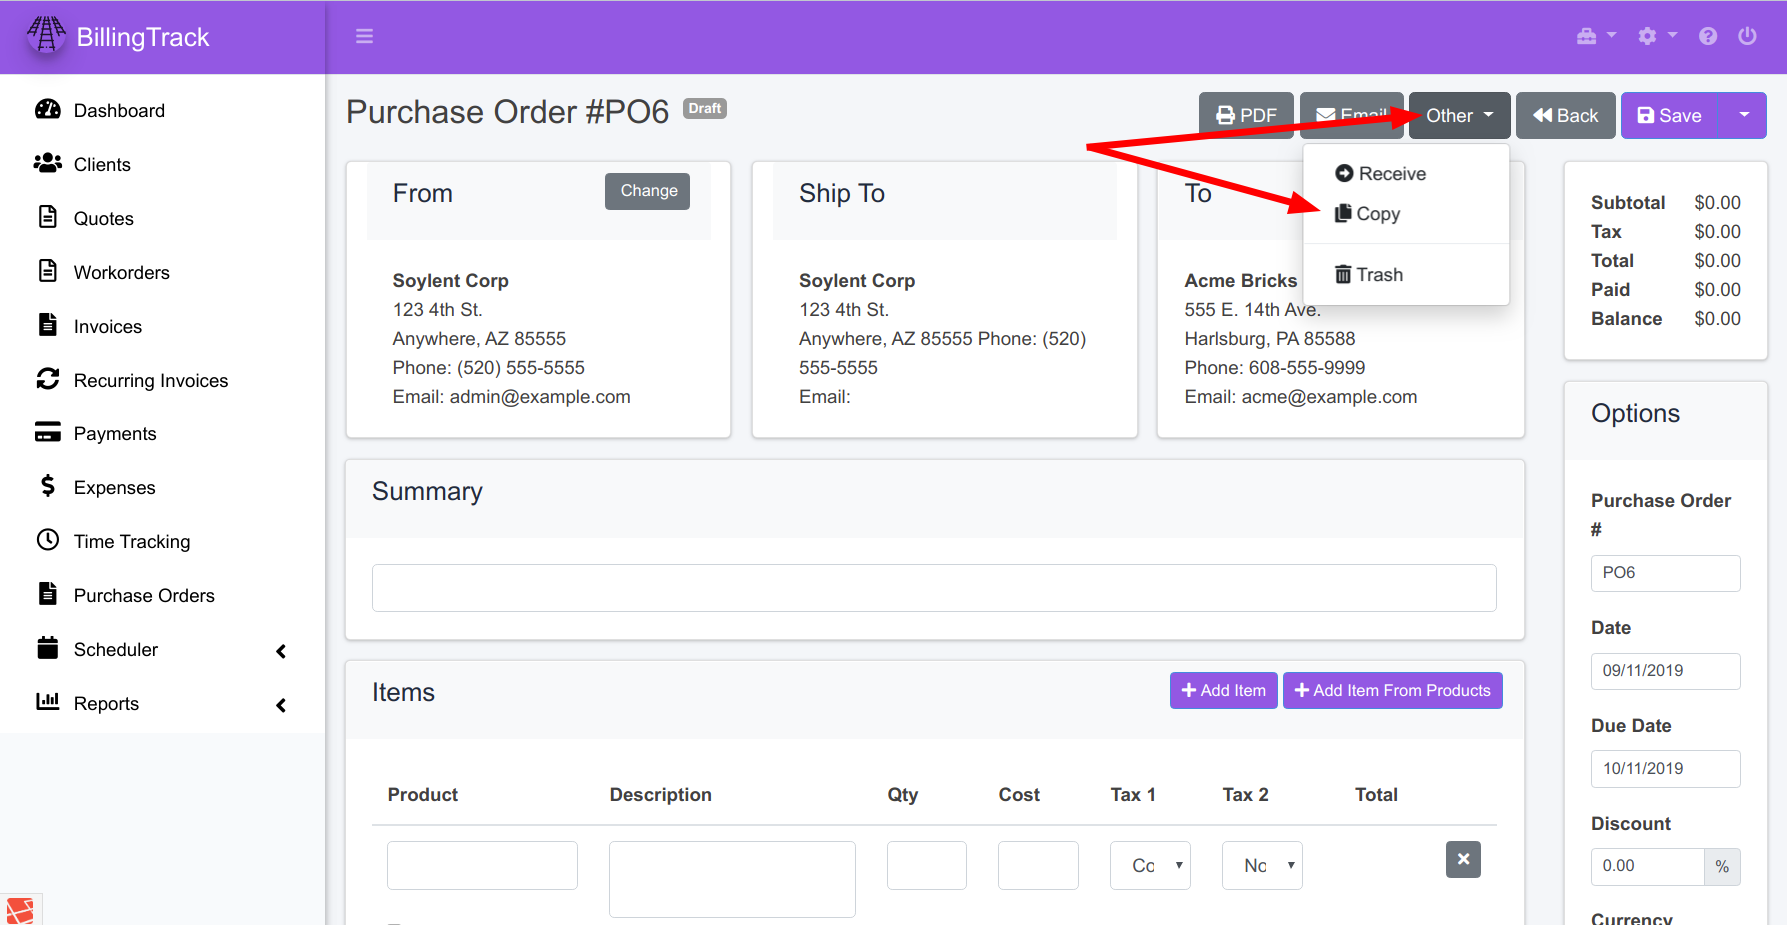 BillingTrack
Dashboard
Clients
Quotes
Workorders
Invoices
Recurring Invoices
Payments
Expenses
Time Tracking
Purchase Orders
Scheduler
Reports
Purchase Order #PO6 Draft
PDF
Email
Other
Back
Save
Receive
Copy
Trash
From
Change
Soylent Corp
123 4th St.
Anywhere, AZ 85555
Phone: (520) 555-5555
Email: admin@example.com
Ship To
Soylent Corp
123 4th St.
Anywhere, AZ 85555 Phone: (520)
555-5555
Email:
To
Acme Bricks
555 E. 14th Ave.
Harlsburg, PA 85588
Phone: 608-555-9999
Email: acme@example.com
Subtotal $0.00
Tax $0.00
Total $0.00
Paid $0.00
Balance $0.00
Summary
Items
Add Item
Add Item From Products
Product Description Qty Cost Tax 1 Tax 2 Total
Co
No
Options
Purchase Order
#
PO6
Date
09/11/2019
Due Date
10/11/2019
Discount
0.00 %
Currency